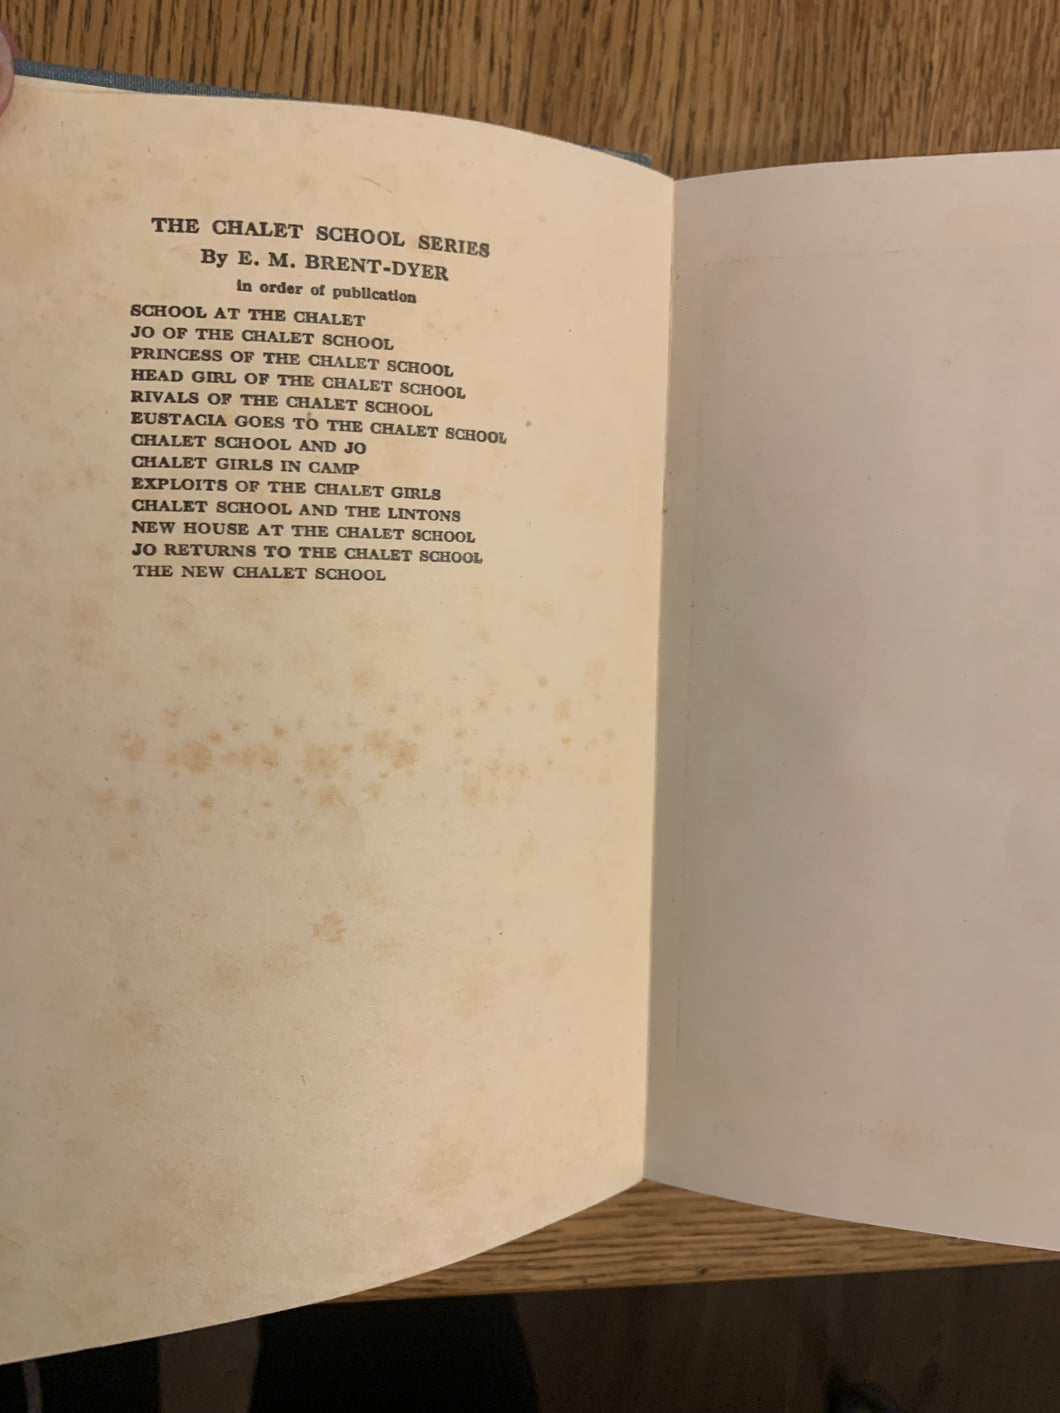 THE CHALET SCHOOL SERIES
By E. M. BRENT-DYER
in order of publication
SCHOOL AT THE CHALET
JO OF THE CHALET SCHOOL
PRINCESS OF THE CHALET SCHOOL
HEAD GIRL OF THE CHALET SCHOOL
RIVALS OF THE CHALET SCHOOL
EUSTACIA GOES TO THE CHALET SCHOOL
CHALET SCHOOL AND JO
CHALET GIRLS IN CAMP
EXPLOITS OF THE CHALET GIRLS
CHALET SCHOOL AND THE LINTONS
NEW HOUSE AT THE CHALET SCHOOL
JO RETURNS TO THE CHALET SCHOOL
THE NEW CHALET SCHOOL